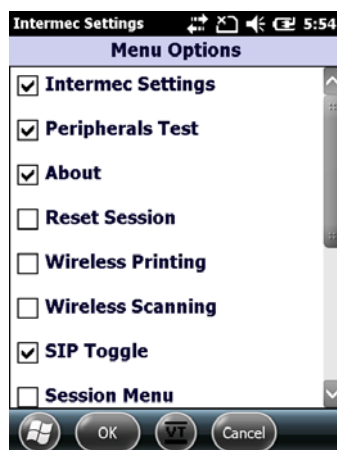 Intermec Settings 5:54
Menu Options
Intermec Settings
Peripherals Test
About
Reset Session
Wireless Printing
Wireless Scanning
SIP Toggle
Session Menu
OK VT Cancel